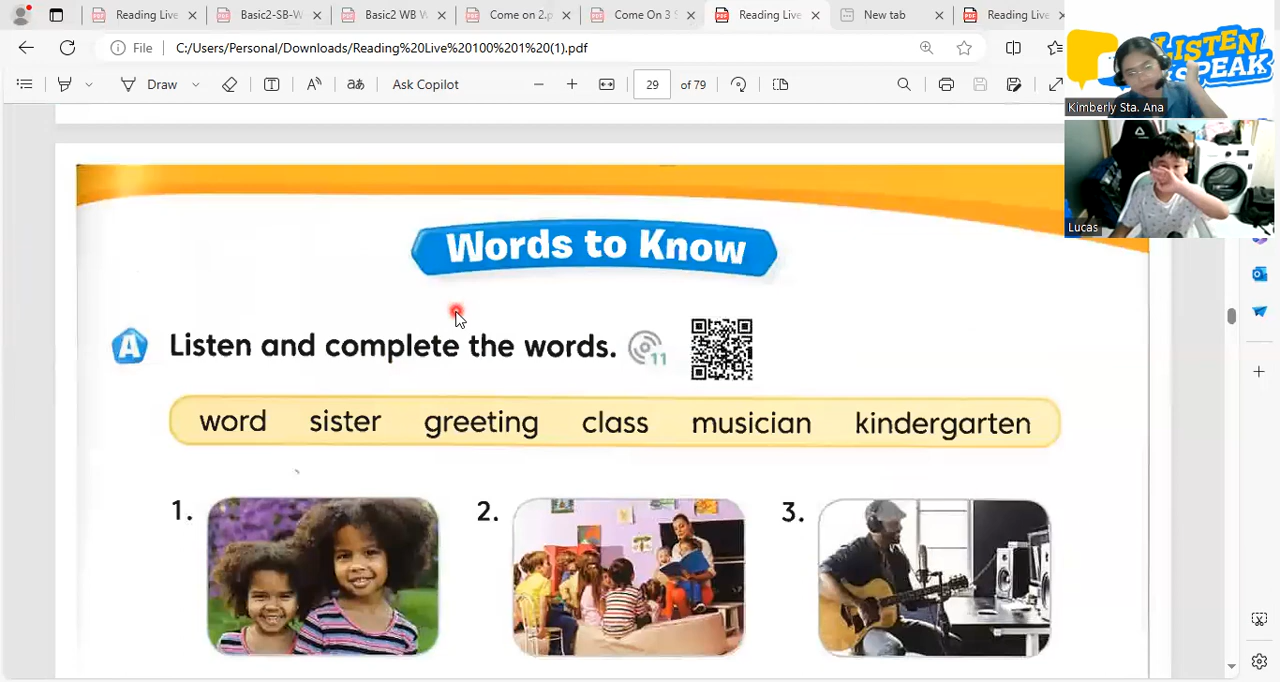 Reading Live
Basic2-SB-W
Basic2 WB W
Come on 2.p
Come On 3 S
Reading Live
New tab
Reading Live
File
C:/Users/Personal/Downloads/Reading%20Live%20100%201%20(1).pdf
Draw
aあ
Ask Copilot
29
of 79
LISTEN
SPEAK
Kimberly Sta. Ana
Lucas
Words to Know
A
Listen and complete the words.
11
word sister greeting class musician kindergarten
1.
2.
3.